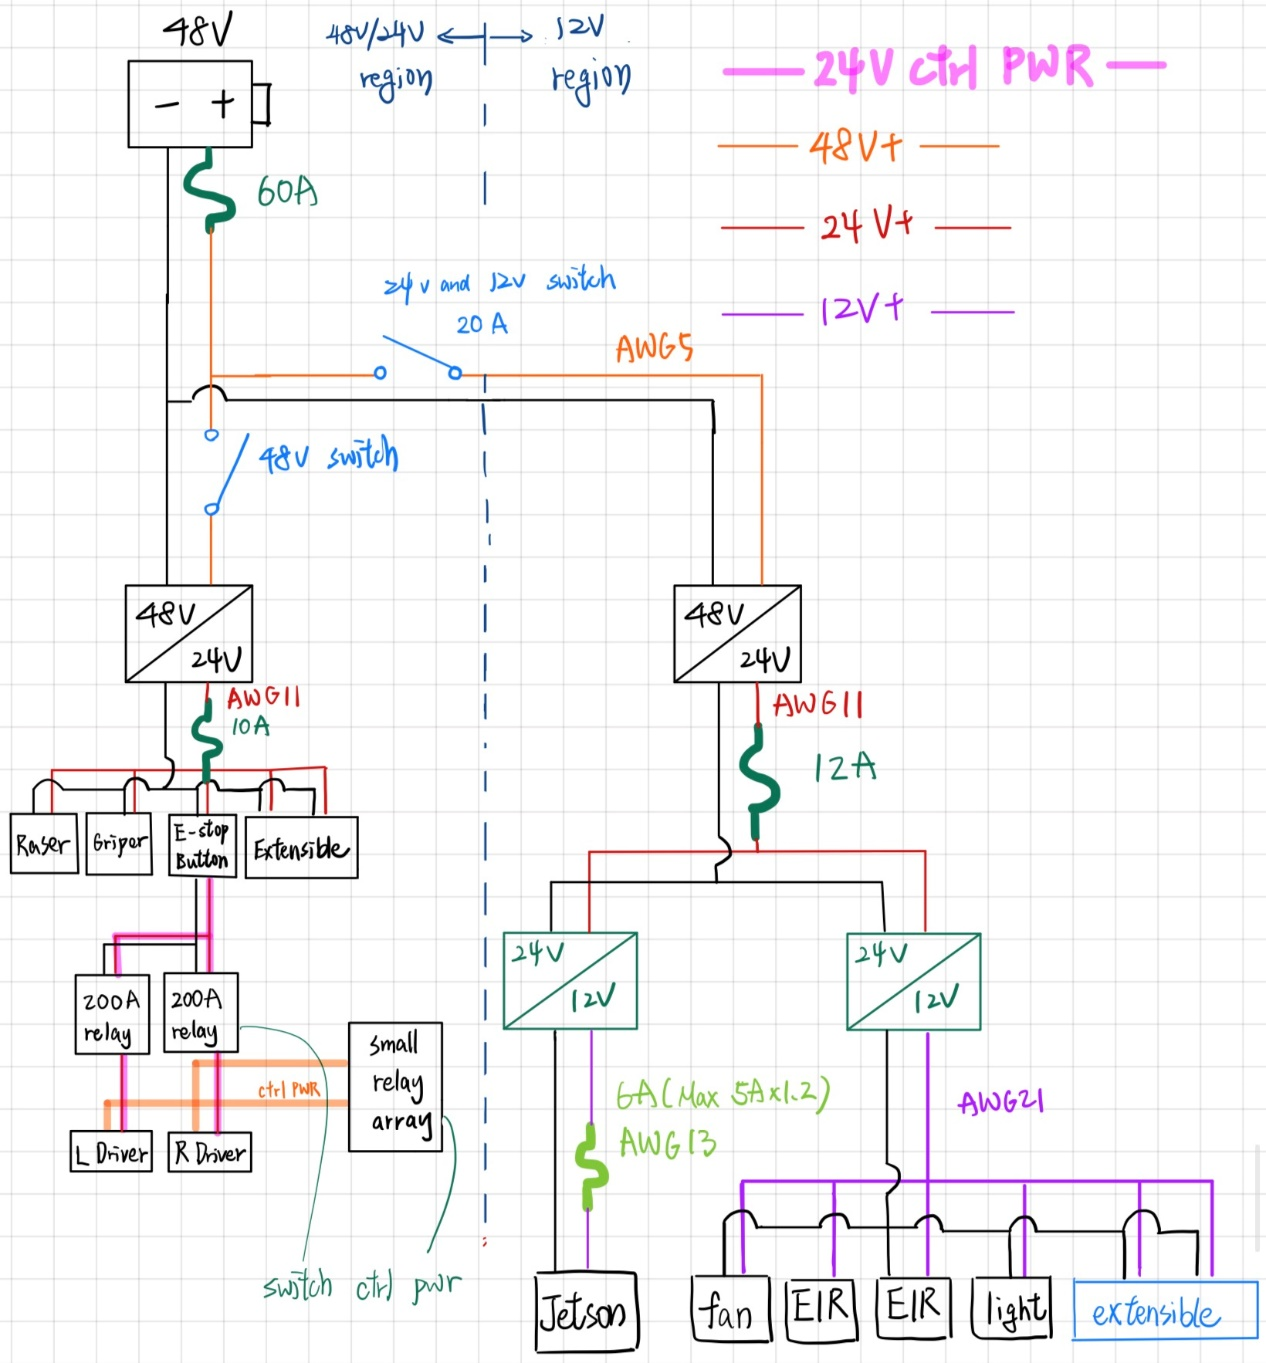 48V
- +
60A
48V/24V
region
12V
region
24V ctrl PWR
48V+
24V+
12V+
24v and 12v switch
20A
AWG5
48V switch
48V
24V
AWG11
10A
Raser
Griper
E-stop
Button
Extensible
200A
relay
200A
relay
ctrl PWR
small
relay
array
L Driver
R Driver
switch ctrl pwr
48V
24V
AWG11
12A
24V
12V
24V
12V
6A(Max 5Ax1.2)
AWG13
AWG21
Jetson
fan
EIR
EIR
light
extensible